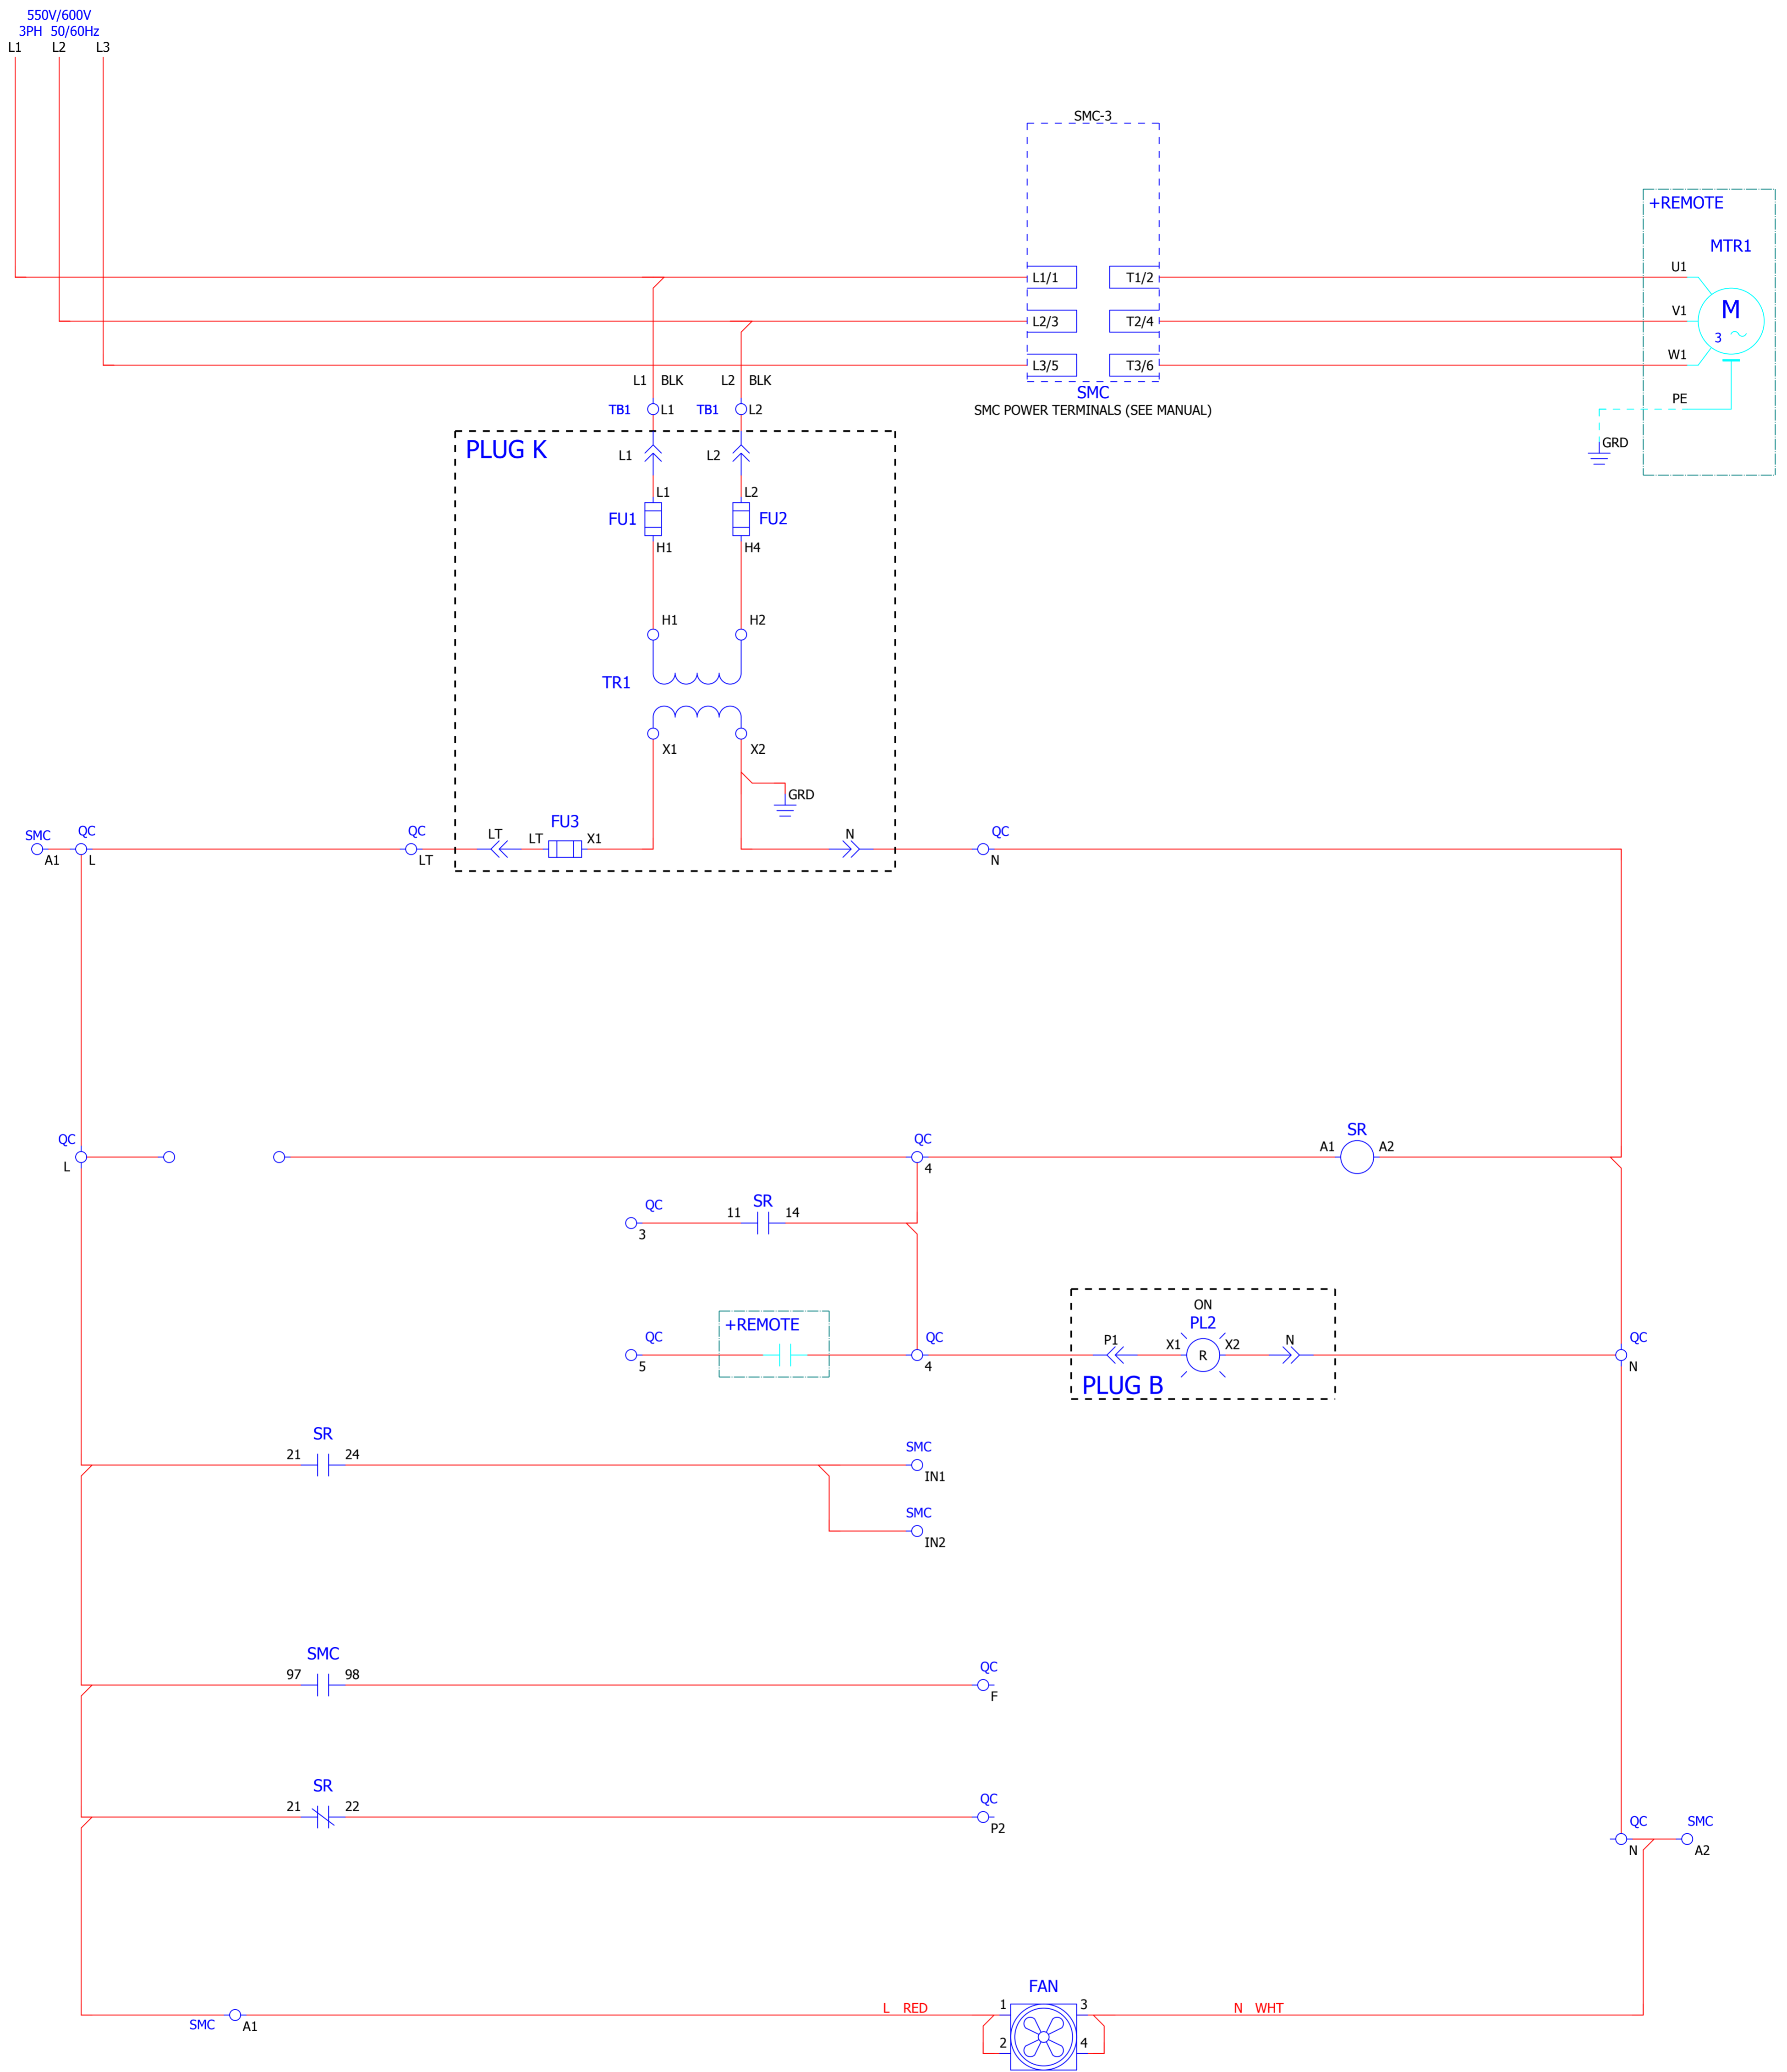 550V/600V
3PH 50/60Hz
L1 L2 L3
SMC-3
+REMOTE
MTR1
U1
L1/1 T1/2
M
3
V1
L2/3 T2/4
W1
L3/5 T3/6
L1 BLK L2 BLK
SMC
SMC POWER TERMINALS (SEE MANUAL)
PE
TB1 L1 TB1 L2
GRD
PLUG K
L1 L2
L1 L2
FU1 FU2
H1 H4
H1 H2
TR1
X1 X2
GRD
FU3
SMC QC QC LT LT X1 N QC
A1 L LT N
QC QC SR
L 4 A1 A2
QC SR
3 11 14
ON
+REMOTE PL2
QC QC P1 X1 R X2 N QC
5 4 N
PLUG B
SR SMC
21 24 IN1
SMC
IN2
SMC QC
97 98 F
SR QC
21 22 P2
QC SMC
N A2
FAN
L RED 1 3 N WHT
SMC A1
2 4